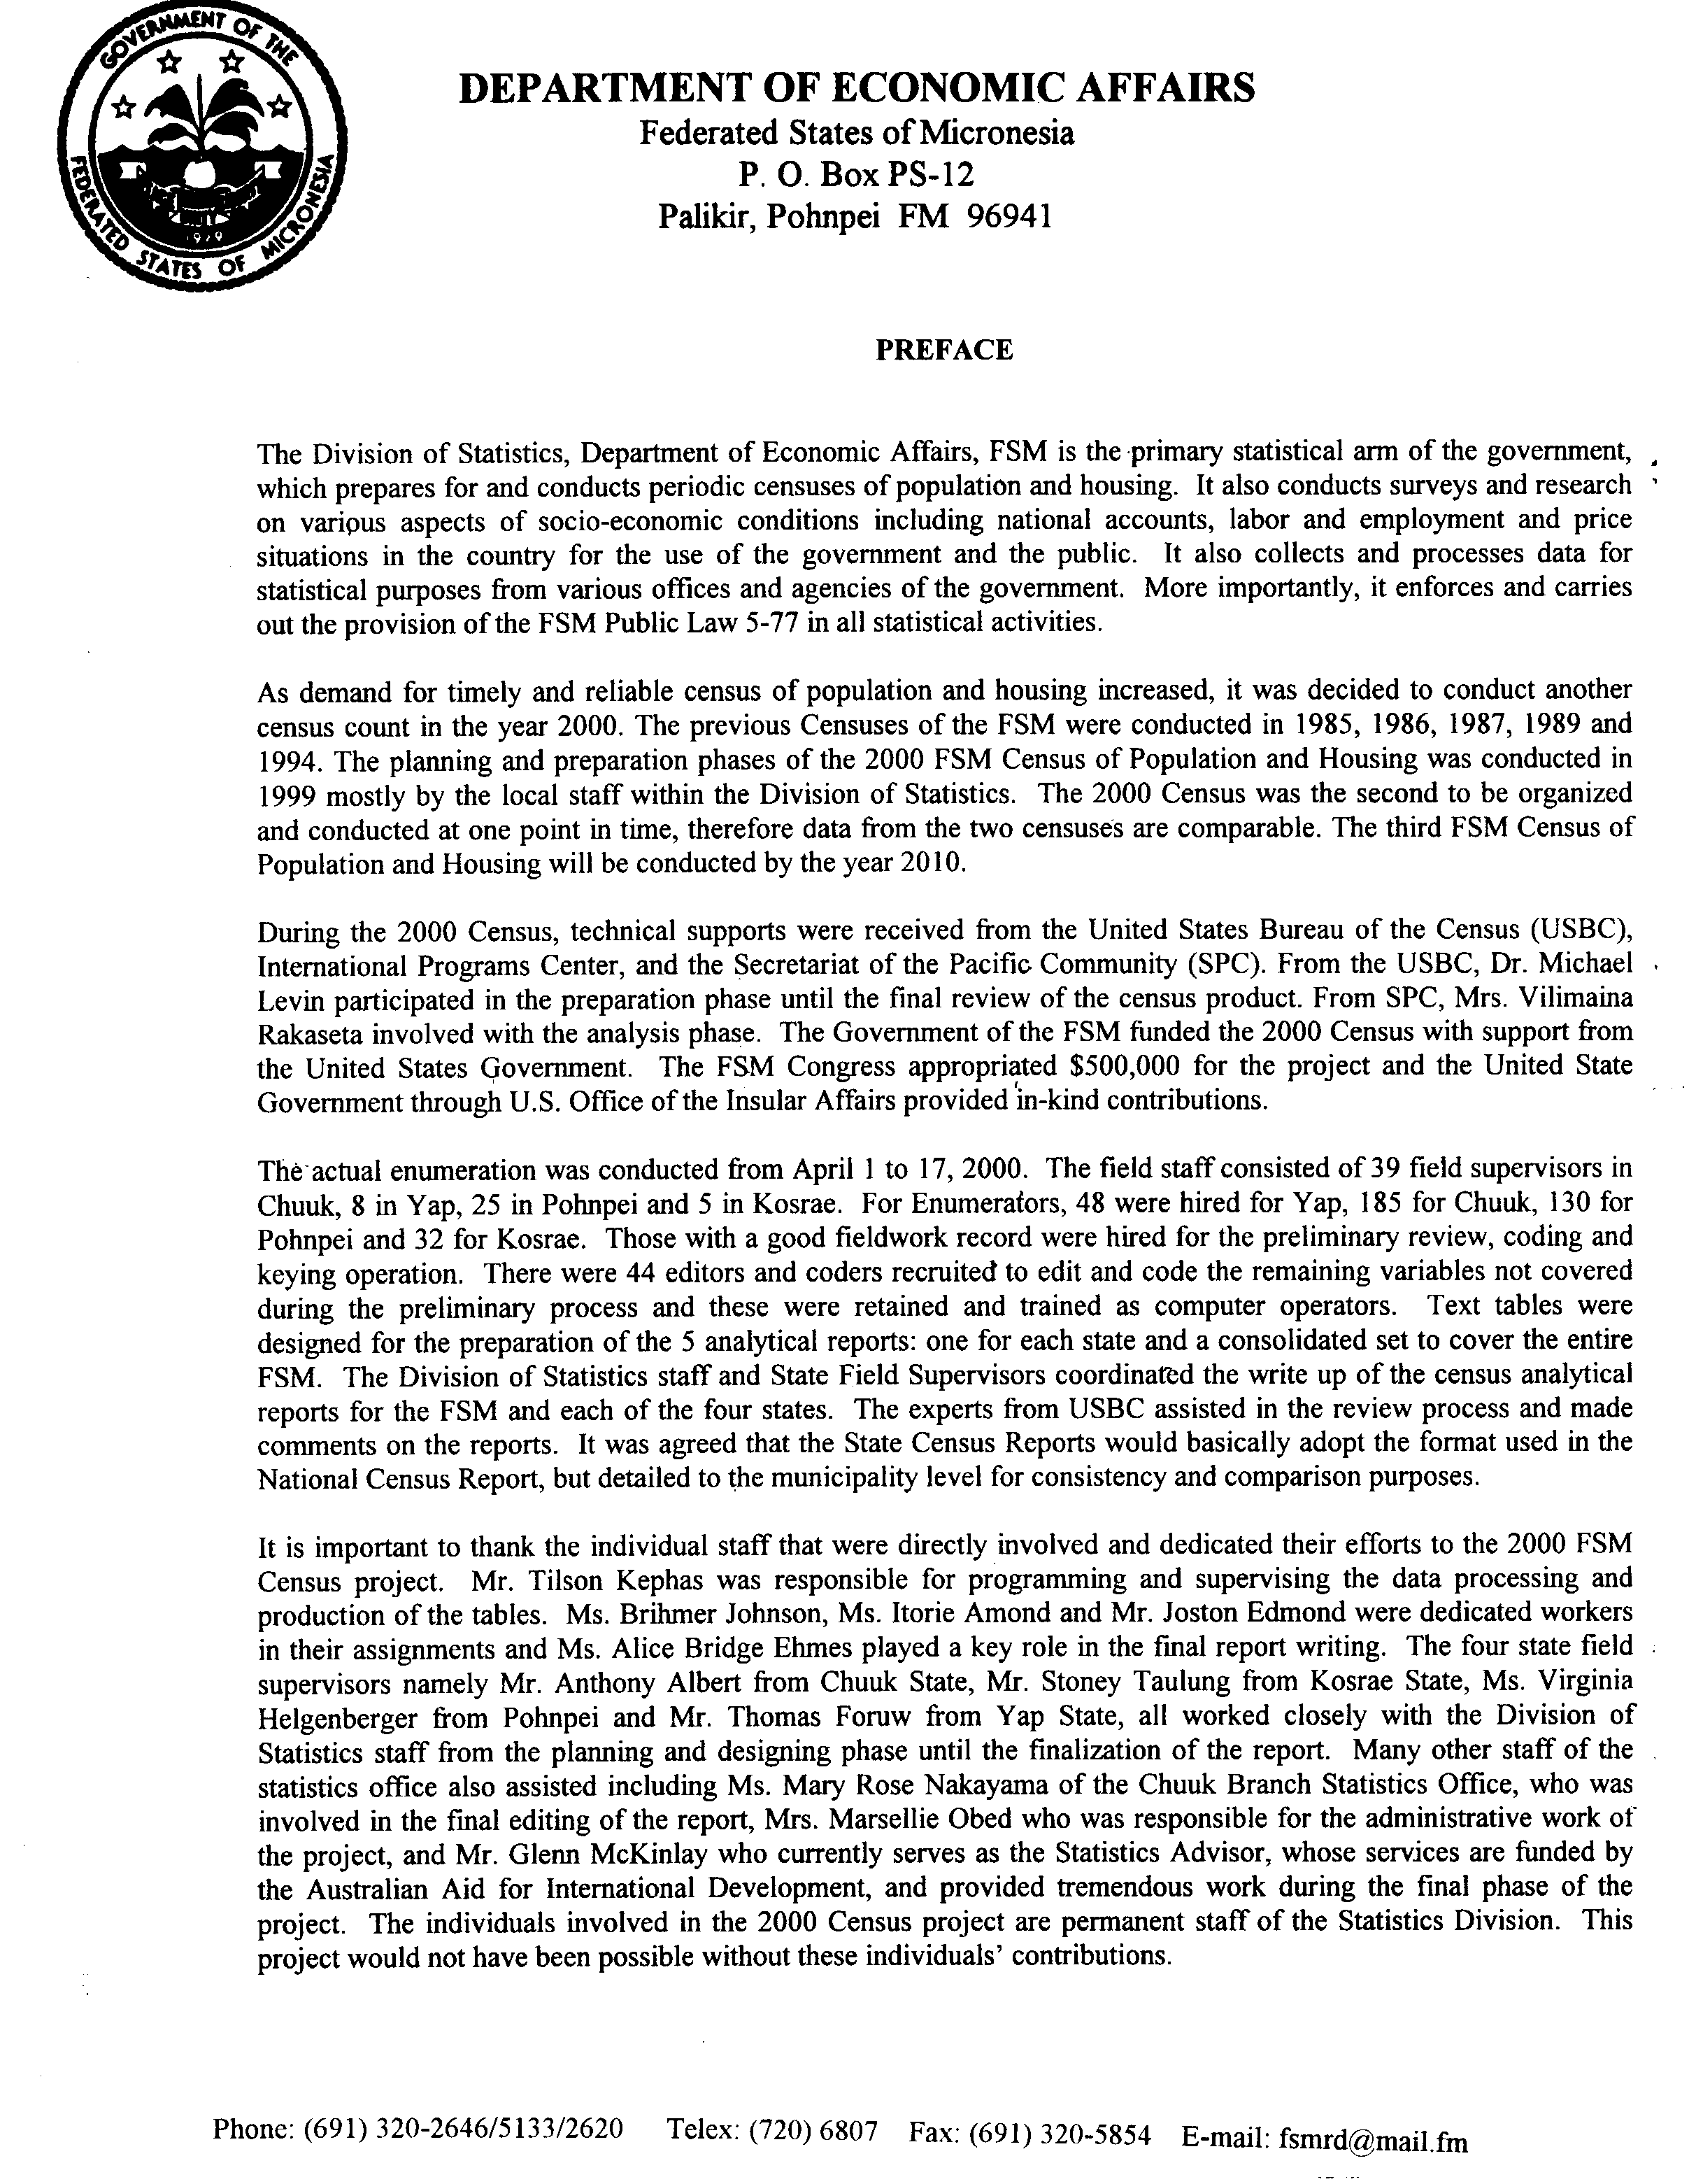 GOVERNMENT OF THE
FEDERATED STATES OF MICRONESIA
UNITY
1979
DEPARTMENT OF ECONOMIC AFFAIRS
Federated States of Micronesia
P. O. Box PS-12
Palikir, Pohnpei FM 96941
PREFACE
The Division of Statistics, Department of Economic Affairs, FSM is the primary statistical arm of the government,
which prepares for and conducts periodic censuses of population and housing. It also conducts surveys and research
on various aspects of socio-economic conditions including national accounts, labor and employment and price
situations in the country for the use of the government and the public. It also collects and processes data for
statistical purposes from various offices and agencies of the government. More importantly, it enforces and carries
out the provision of the FSM Public Law 5-77 in all statistical activities.
As demand for timely and reliable census of population and housing increased, it was decided to conduct another
census count in the year 2000. The previous Censuses of the FSM were conducted in 1985, 1986, 1987, 1989 and
1994. The planning and preparation phases of the 2000 FSM Census of Population and Housing was conducted in
1999 mostly by the local staff within the Division of Statistics. The 2000 Census was the second to be organized
and conducted at one point in time, therefore data from the two censuses are comparable. The third FSM Census of
Population and Housing will be conducted by the year 2010.
During the 2000 Census, technical supports were received from the United States Bureau of the Census (USBC),
International Programs Center, and the Secretariat of the Pacific Community (SPC). From the USBC, Dr. Michael
Levin participated in the preparation phase until the final review of the census product. From SPC, Mrs. Vilimaina
Rakaseta involved with the analysis phase. The Government of the FSM funded the 2000 Census with support from
the United States Government. The FSM Congress appropriated $500,000 for the project and the United State
Government through U.S. Office of the Insular Affairs provided in-kind contributions.
The actual enumeration was conducted from April 1 to 17, 2000. The field staff consisted of 39 field supervisors in
Chuuk, 8 in Yap, 25 in Pohnpei and 5 in Kosrae. For Enumerators, 48 were hired for Yap, 185 for Chuuk, 130 for
Pohnpei and 32 for Kosrae. Those with a good fieldwork record were hired for the preliminary review, coding and
keying operation. There were 44 editors and coders recruited to edit and code the remaining variables not covered
during the preliminary process and these were retained and trained as computer operators. Text tables were
designed for the preparation of the 5 analytical reports: one for each state and a consolidated set to cover the entire
FSM. The Division of Statistics staff and State Field Supervisors coordinated the write up of the census analytical
reports for the FSM and each of the four states. The experts from USBC assisted in the review process and made
comments on the reports. It was agreed that the State Census Reports would basically adopt the format used in the
National Census Report, but detailed to the municipality level for consistency and comparison purposes.
It is important to thank the individual staff that were directly involved and dedicated their efforts to the 2000 FSM
Census project. Mr. Tilson Kephas was responsible for programming and supervising the data processing and
production of the tables. Ms. Brihmer Johnson, Ms. Itorie Amond and Mr. Joston Edmond were dedicated workers
in their assignments and Ms. Alice Bridge Ehmes played a key role in the final report writing. The four state field
supervisors namely Mr. Anthony Albert from Chuuk State, Mr. Stoney Taulung from Kosrae State, Ms. Virginia
Helgenberger from Pohnpei and Mr. Thomas Foruw from Yap State, all worked closely with the Division of
Statistics staff from the planning and designing phase until the finalization of the report. Many other staff of the
statistics office also assisted including Ms. Mary Rose Nakayama of the Chuuk Branch Statistics Office, who was
involved in the final editing of the report, Mrs. Marsellie Obed who was responsible for the administrative work of
the project, and Mr. Glenn McKinlay who currently serves as the Statistics Advisor, whose services are funded by
the Australian Aid for International Development, and provided tremendous work during the final phase of the
project. The individuals involved in the 2000 Census project are permanent staff of the Statistics Division. This
project would not have been possible without these individuals' contributions.
Phone: (691) 320-2646/5133/2620 Telex: (720) 6807 Fax: (691) 320-5854 E-mail: fsmrd@mail.fm